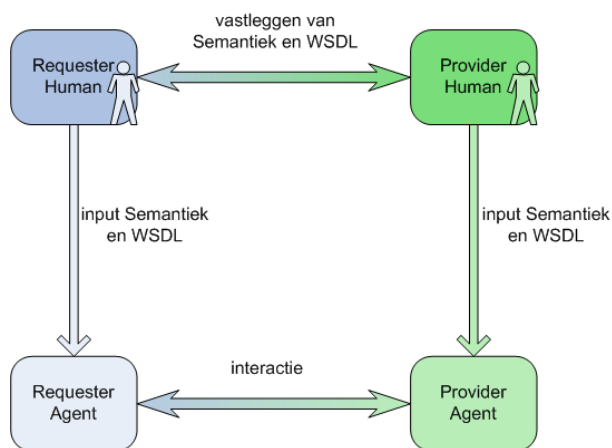 vastleggen van
Semantiek en WSDL
Requester
Human
Provider
Human
input Semantiek
en WSDL
input Semantiek
en WSDL
interactie
Requester
Agent
Provider
Agent